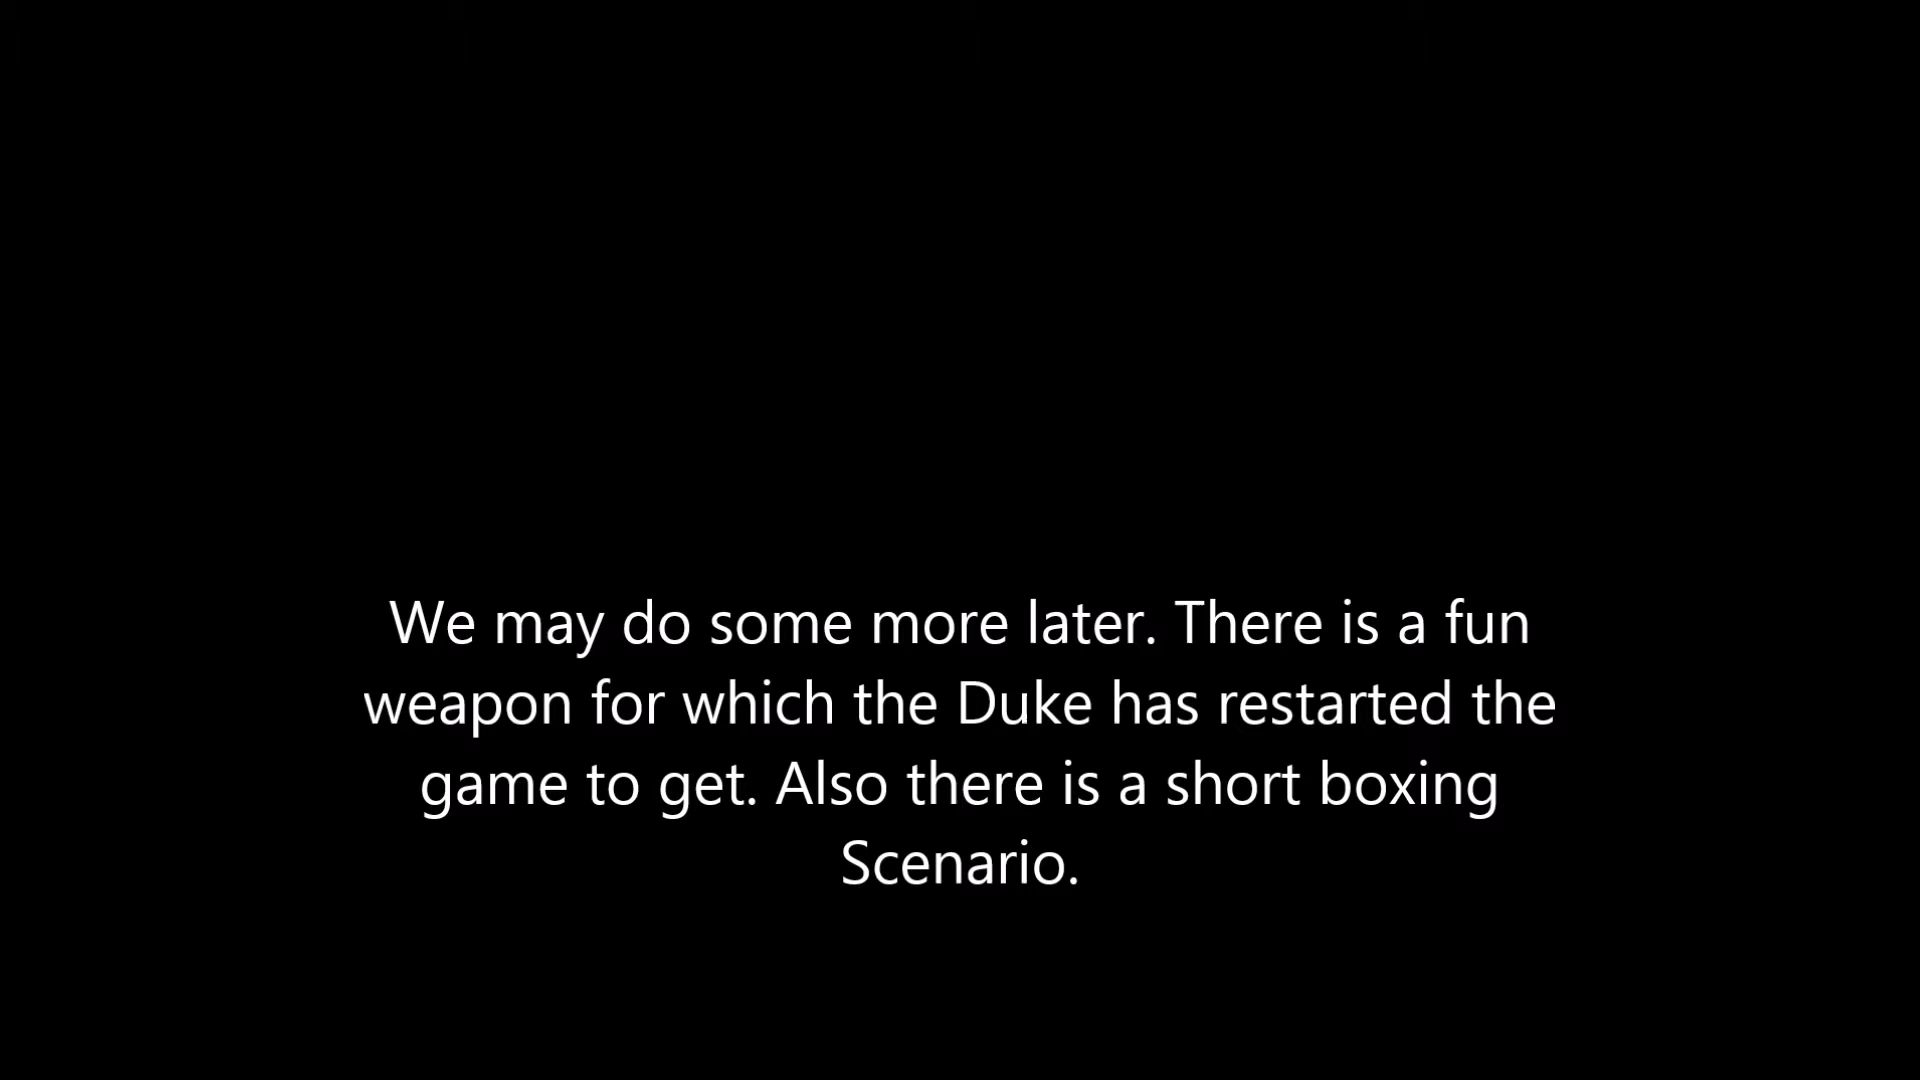 We may do some more later. There is a fun
weapon for which the Duke has restarted the
game to get. Also there is a short boxing
Scenario.